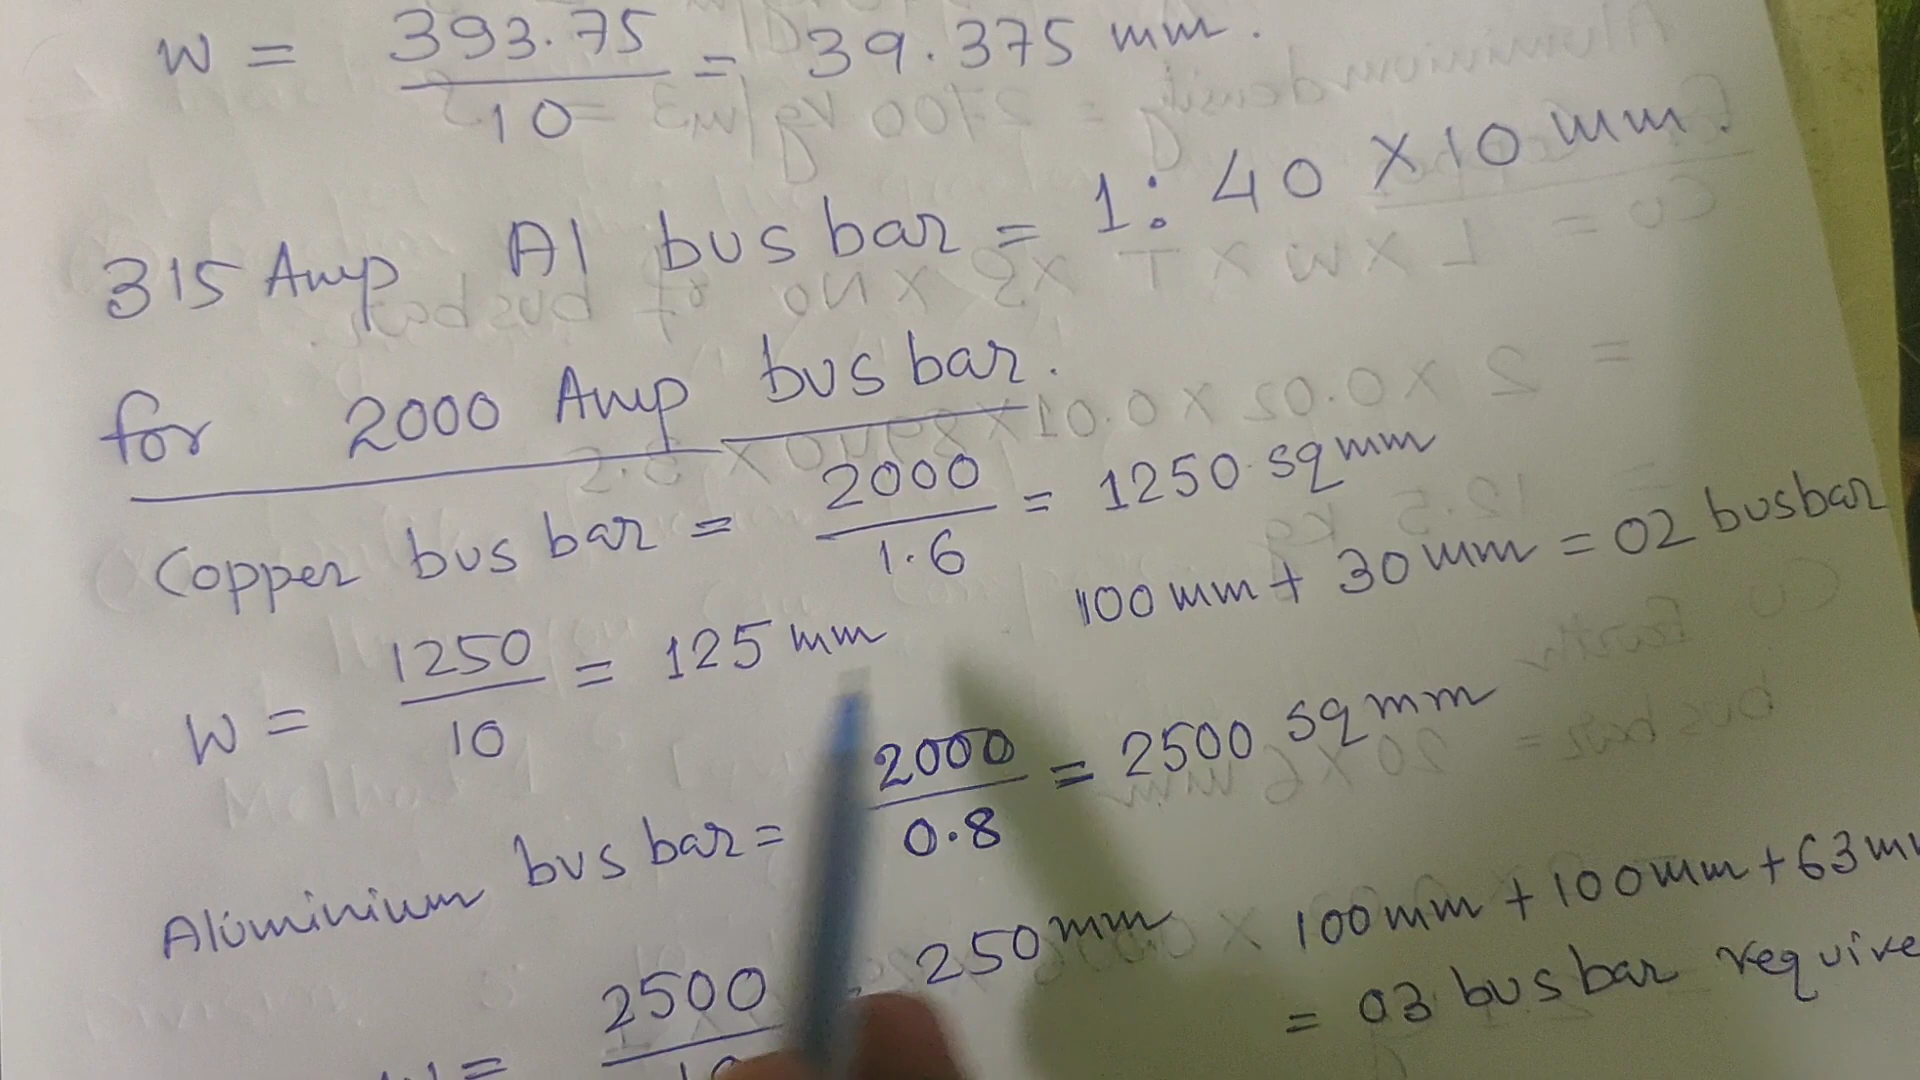 W = 393.75 / 10 = 39.375 mm.
315 Amp Al bus bar = 1: 40 X 10 mm.
for 2000 Amp bus bar.
Copper bus bar = 2000 / 1.6 = 1250 sq mm
W = 1250 / 10 = 125 mm 100 mm + 30 mm = 02 busbar
Aluminium bus bar = 2000 / 0.8 = 2500 sq mm
W = 2500 / 10 250 mm 100 mm + 100 mm + 63 m
= 03 bus bar require